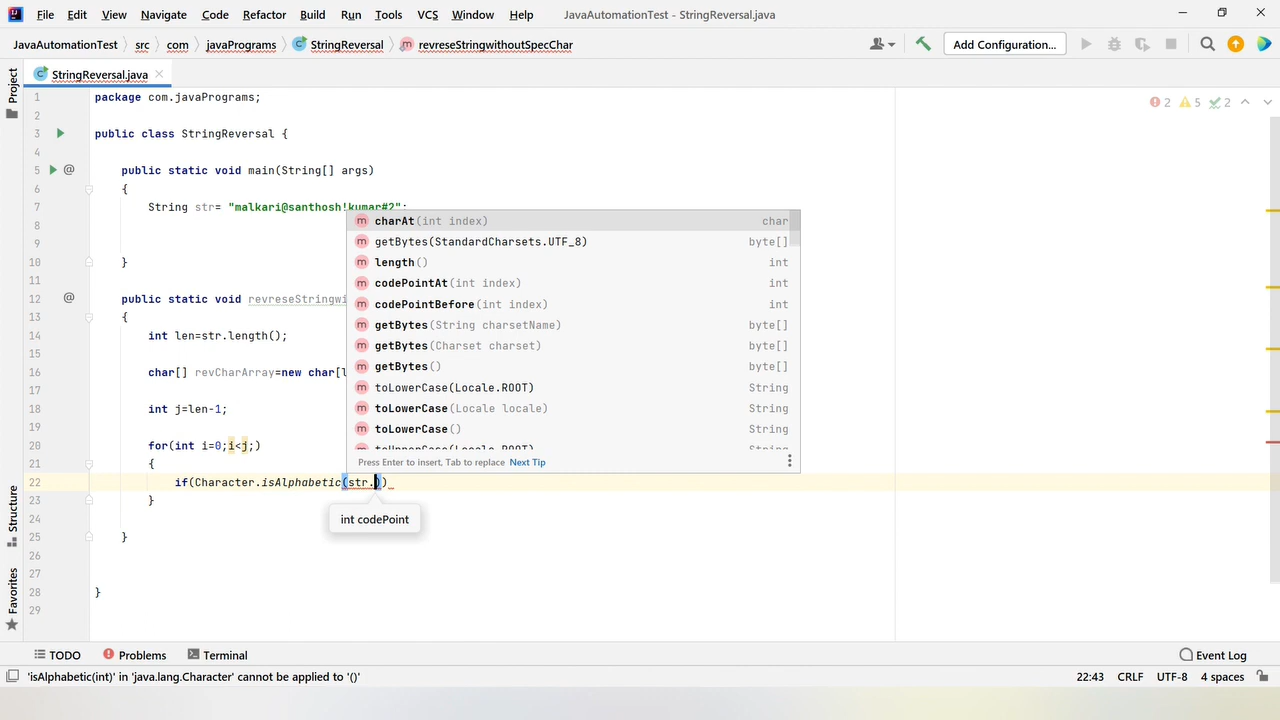 File Edit View Navigate Code Refactor Build Run Tools VCS Window Help JavaAutomationTest - StringReversal.java
JavaAutomationTest src com javaPrograms StringReversal revreseStringwithoutSpecChar Add Configuration...
Project
StringReversal.java
1 package com.javaPrograms; 2 5 2
2
3 public class StringReversal {
4
5 @ public static void main(String[] args)
6 {
7 String str= "malkari@santhosh!kumar#2";
8
9
10 }
11
12 @ public static void revreseStringwi
13 {
14 int len=str.length();
15
16 char[] revCharArray=new char[l
17
18 int j=len-1;
19
20 for(int i=0;i<j;)
21 {
22 if(Character.isAlphabetic(str.))
23 }
24
25 }
26
27
28 }
29
charAt(int index) char
getBytes(StandardCharsets.UTF_8) byte[]
length() int
codePointAt(int index) int
codePointBefore(int index) int
getBytes(String charsetName) byte[]
getBytes(Charset charset) byte[]
getBytes() byte[]
toLowerCase(Locale.ROOT) String
toLowerCase(Locale locale) String
toLowerCase() String
toUpperCase(Locale.ROOT) String
Press Enter to insert, Tab to replace Next Tip
int codePoint
Structure
Favorites
TODO Problems Terminal Event Log
'isAlphabetic(int)' in 'java.lang.Character' cannot be applied to '()' 22:43 CRLF UTF-8 4 spaces